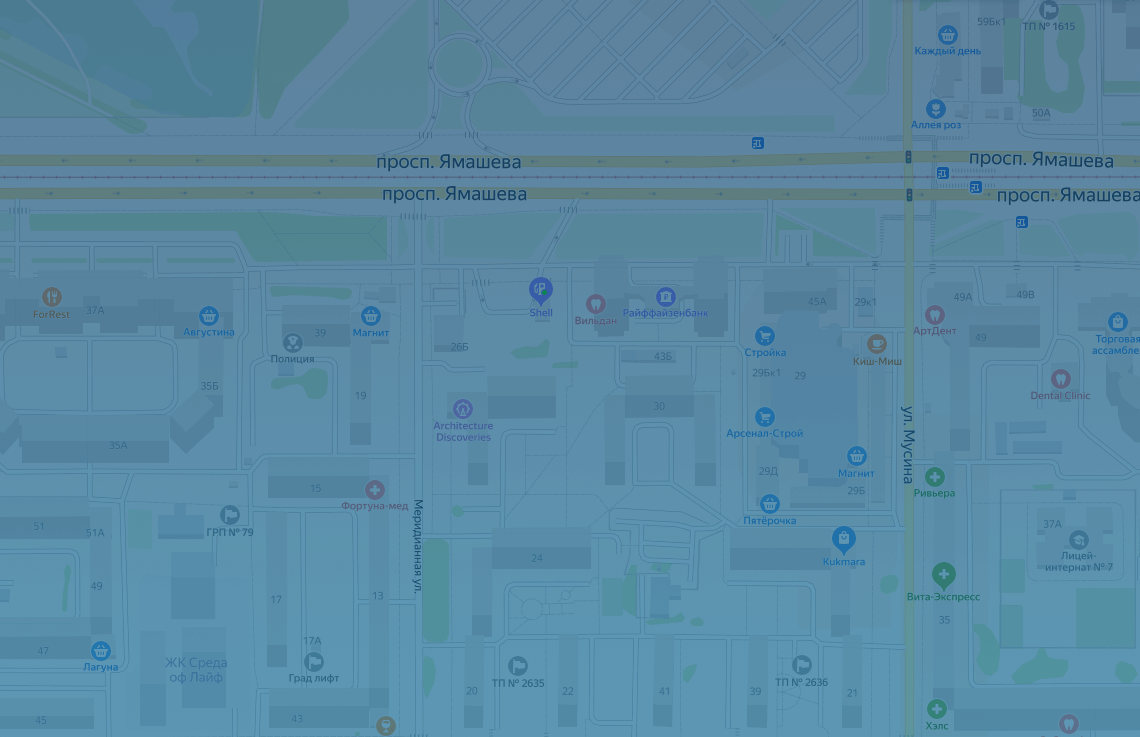 59Бк1
ТП № 1615
Каждый день
50А
Аллея роз
просп. Ямашева
просп. Ямашева
просп. Ямашева
просп. Ямашева
ForRest
37А
Августина
39
Магнит
Полиция
Shell
Вильдан
Райффайзенбанк
45А
29к1
49А
49В
АртДент
49
Торговая
ассамбле
26Б
43Б
Стройка
Киш-Миш
29Бк1
29
35Б
19
30
Dental Clinic
Architecture
Discoveries
Арсенал-Строй
ул. Мусина
35А
29Д
Магнит
29Б
15
Фортуна-мед
Ривьера
Меридианная ул.
Пятёрочка
51
51А
ГРП № 79
37А
24
Kukmara
Лицей-
интернат № 7
49
17
13
Вита-Экспресс
35
47
Лагуна
17А
ЖК Среда
оф Лайф
Град лифт
ТП № 2635
ТП № 2636
20
22
41
39
21
45
43
Хэлс